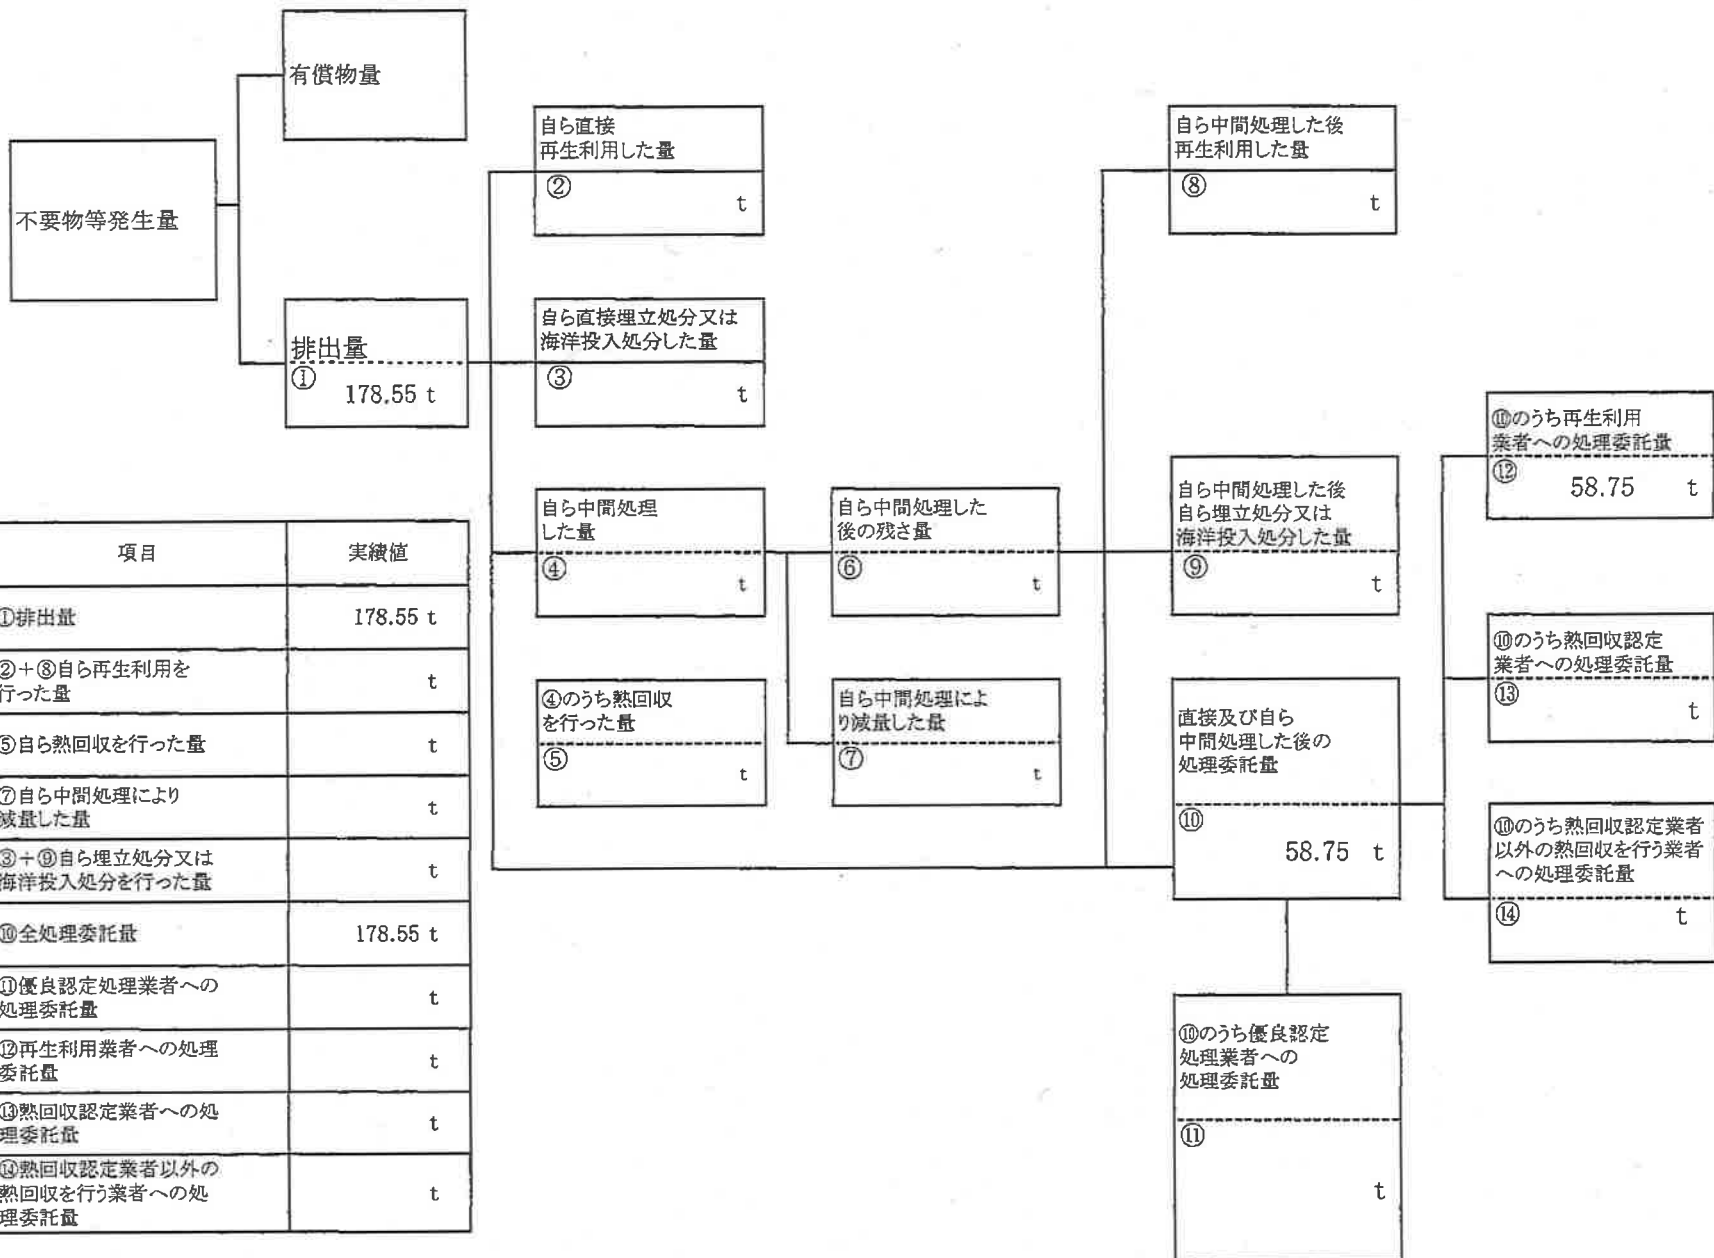 有償物量
自ら直接
再生利用した量
②
t
自ら中間処理した後
再生利用した量
⑧
t
不要物等発生量
排出量
①
178.55 t
自ら直接埋立処分又は
海洋投入処分した量
③
t
自ら中間処理
した量
④
t
自ら中間処理した
後の残さ量
⑥
t
自ら中間処理した後
自ら埋立処分又は
海洋投入処分した量
⑨
t
⑩のうち再生利用
業者への処理委託量
⑫
58.75 t
④のうち熱回収
を行った量
⑤
t
自ら中間処理によ
り減量した量
⑦
t
直接及び自ら
中間処理した後の
処理委託量
⑩
58.75 t
⑩のうち熱回収認定
業者への処理委託量
⑬
t
⑩のうち熱回収認定業者
以外の熱回収を行う業者
への処理委託量
⑭
t
⑩のうち優良認定
処理業者への
処理委託量
⑪
t
項目 実績値
①排出量 178.55 t
②+⑧自ら再生利用を
行った量 t
⑤自ら熱回収を行った量 t
⑦自ら中間処理により
減量した量 t
③+⑨自ら埋立処分又は
海洋投入処分を行った量 t
⑩全処理委託量 178.55 t
⑪優良認定処理業者への
処理委託量 t
⑫再生利用業者への処理
委託量 t
⑬熱回収認定業者への処
理委託量 t
⑭熱回収認定業者以外の
熱回収を行う業者への処
理委託量 t